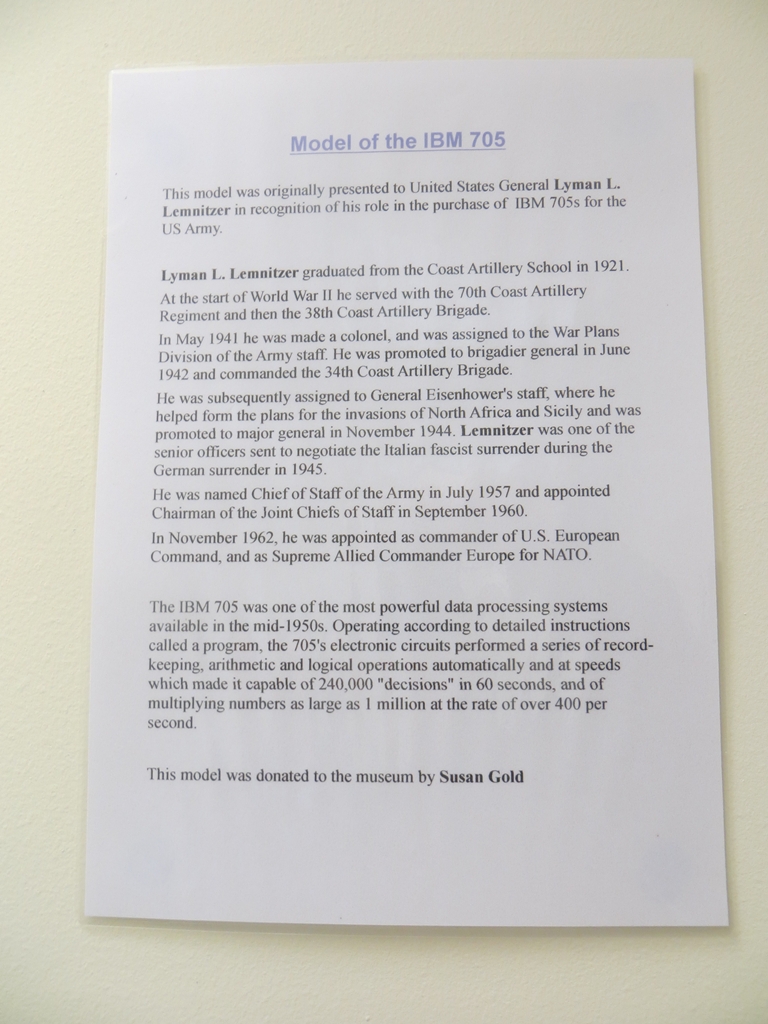 Model of the IBM 705
This model was originally presented to United States General Lyman L.
Lemnitzer in recognition of his role in the purchase of IBM 705s for the
US Army.
Lyman L. Lemnitzer graduated from the Coast Artillery School in 1921.
At the start of World War II he served with the 70th Coast Artillery
Regiment and then the 38th Coast Artillery Brigade.
In May 1941 he was made a colonel, and was assigned to the War Plans
Division of the Army staff. He was promoted to brigadier general in June
1942 and commanded the 34th Coast Artillery Brigade.
He was subsequently assigned to General Eisenhower's staff, where he
helped form the plans for the invasions of North Africa and Sicily and was
promoted to major general in November 1944. Lemnitzer was one of the
senior officers sent to negotiate the Italian fascist surrender during the
German surrender in 1945.
He was named Chief of Staff of the Army in July 1957 and appointed
Chairman of the Joint Chiefs of Staff in September 1960.
In November 1962, he was appointed as commander of U.S. European
Command, and as Supreme Allied Commander Europe for NATO.
The IBM 705 was one of the most powerful data processing systems
available in the mid-1950s. Operating according to detailed instructions
called a program, the 705's electronic circuits performed a series of record-
keeping, arithmetic and logical operations automatically and at speeds
which made it capable of 240,000 "decisions" in 60 seconds, and of
multiplying numbers as large as 1 million at the rate of over 400 per
second.
This model was donated to the museum by Susan Gold